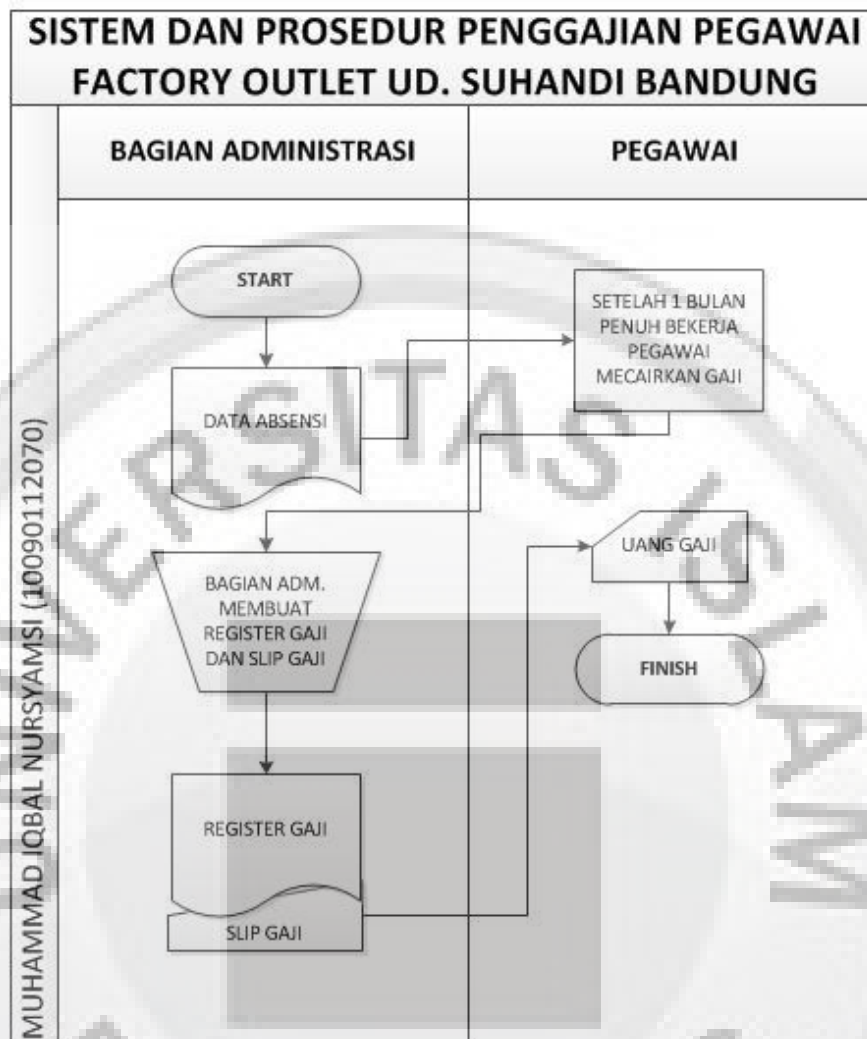 SISTEM DAN PROSEDUR PENGGAJIAN PEGAWAI
FACTORY OUTLET UD. SUHANDI BANDUNG
BAGIAN ADMINISTRASI
PEGAWAI
START
SETELAH 1 BULAN
PENUH BEKERJA
PEGAWAI
MECAIRKAN GAJI
DATA ABSENSI
UANG GAJI
BAGIAN ADM.
MEMBUAT
REGISTER GAJI
DAN SLIP GAJI
FINISH
REGISTER GAJI
SLIP GAJI
MUHAMMAD IQBAL NURSYAMSI (10090112070)
UNIVERSITAS ISLAM